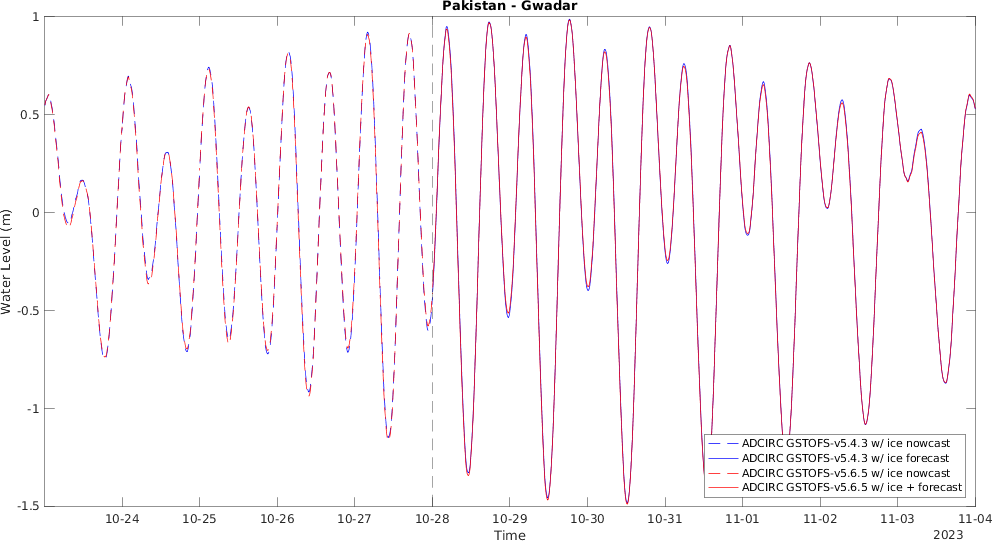 Pakistan - Gwadar
1
0.5
0
-0.5
-1
-1.5
Water Level (m)
ADCIRC GSTOFS-v5.4.3 w/ ice nowcast
ADCIRC GSTOFS-v5.4.3 w/ ice forecast
ADCIRC GSTOFS-v5.6.5 w/ ice nowcast
ADCIRC GSTOFS-v5.6.5 w/ ice + forecast
10-24 10-25 10-26 10-27 10-28 10-29 10-30 10-31 11-01 11-02 11-03 11-04
Time
2023